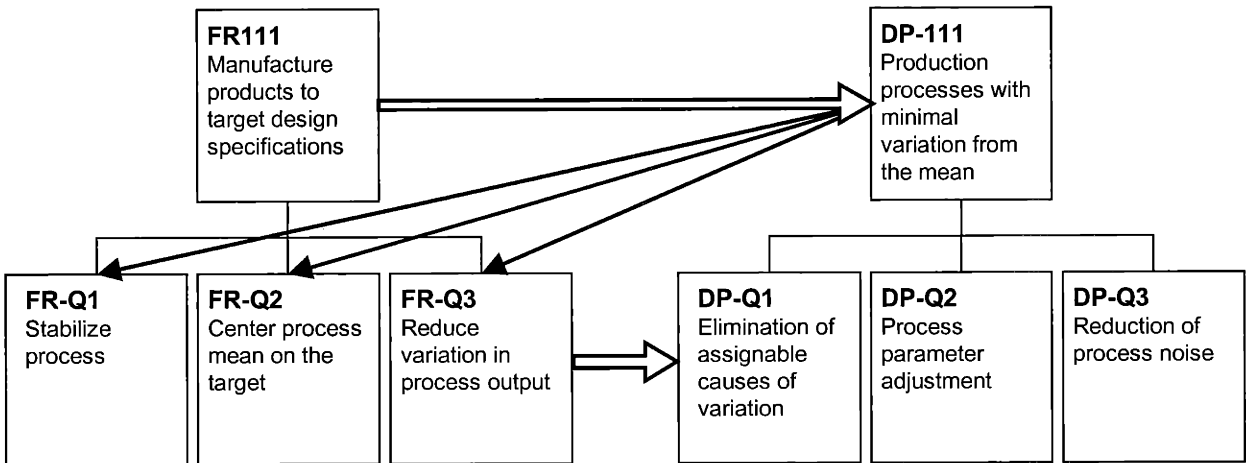 FR111
Manufacture
products to
target design
specifications
DP-111
Production
processes with
minimal
variation from
the mean
FR-Q1
Stabilize
process
FR-Q2
Center process
mean on the
target
FR-Q3
Reduce
variation in
process output
DP-Q1
Elimination of
assignable
causes of
variation
DP-Q2
Process
parameter
adjustment
DP-Q3
Reduction of
process noise